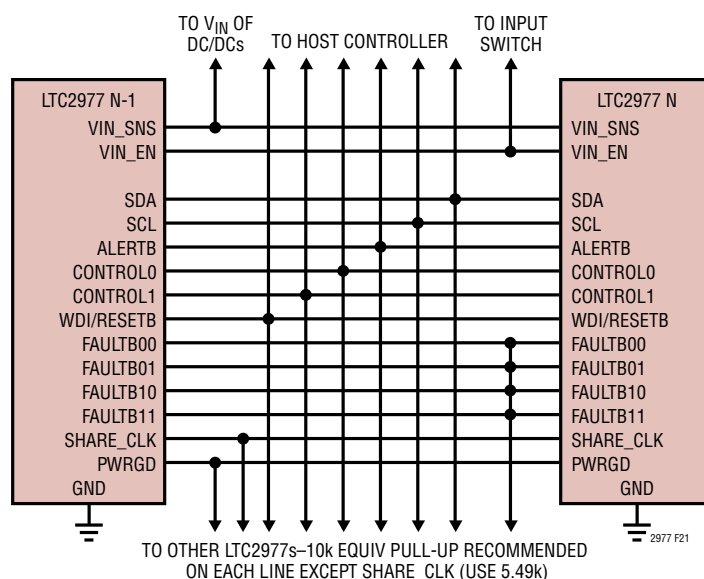 TO VIN OF
DC/DCs
TO HOST CONTROLLER
TO INPUT
SWITCH
LTC2977 N-1
VIN_SNS
VIN_EN
SDA
SCL
ALERTB
CONTROL0
CONTROL1
WDI/RESETB
FAULTB00
FAULTB01
FAULTB10
FAULTB11
SHARE_CLK
PWRGD
GND
LTC2977 N
VIN_SNS
VIN_EN
SDA
SCL
ALERTB
CONTROL0
CONTROL1
WDI/RESETB
FAULTB00
FAULTB01
FAULTB10
FAULTB11
SHARE_CLK
PWRGD
GND
2977 F21
TO OTHER LTC2977s–10k EQUIV PULL-UP RECOMMENDED
ON EACH LINE EXCEPT SHARE_CLK (USE 5.49k)